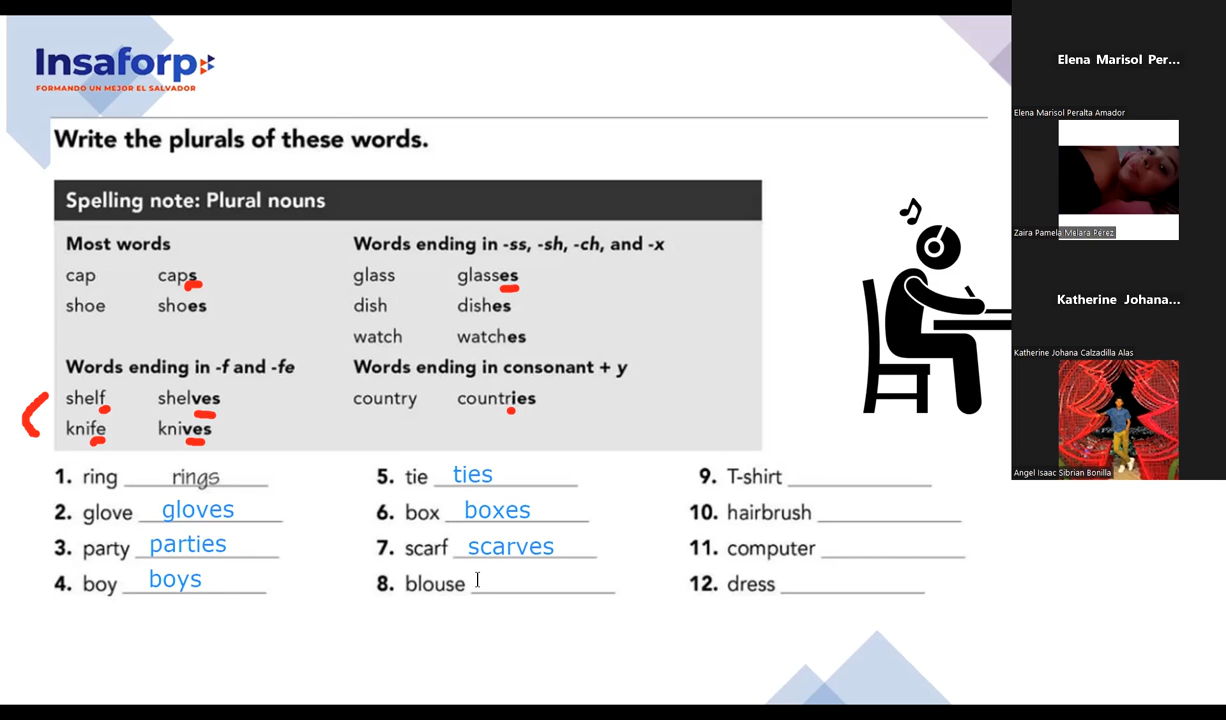 Insaforp
FORMANDO UN MEJOR EL SALVADOR
Write the plurals of these words.
Spelling note: Plural nouns
Most words
cap caps
shoe shoes
Words ending in -ss, -sh, -ch, and -x
glass glasses
dish dishes
watch watches
Words ending in -f and -fe
shelf shelves
knife knives
Words ending in consonant + y
country countries
1. ring rings
2. glove gloves
3. party parties
4. boy boys
5. tie ties
6. box boxes
7. scarf scarves
8. blouse
9. T-shirt
10. hairbrush
11. computer
12. dress
Elena Marisol Per...
Elena Marisol Peralta Amador
Zaira Pamela Melara Pérez
Katherine Johana...
Katherine Johana Calzadilla Alas
Angel Isaac Sibrian Bonilla